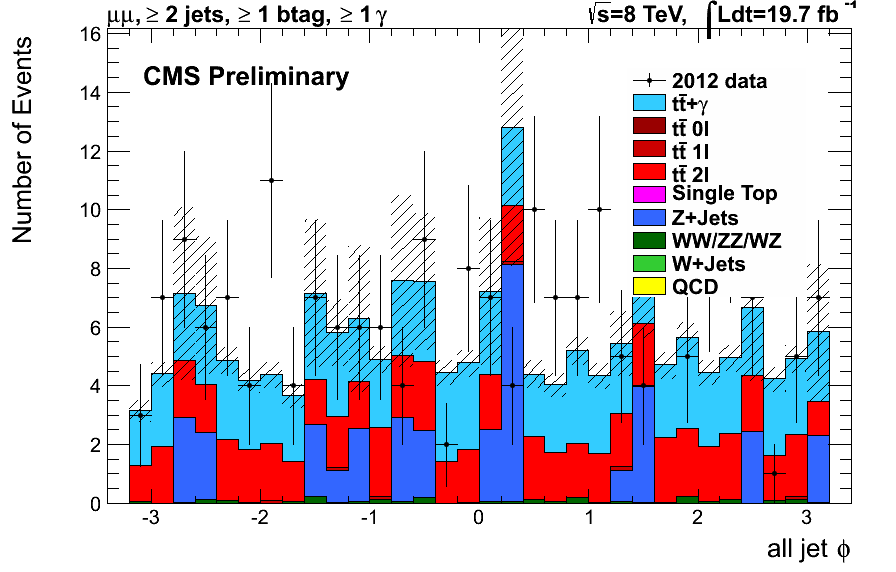 μμ, ≥ 2 jets, ≥ 1 btag, ≥ 1 γ
√s=8 TeV, ∫Ldt=19.7 fb⁻¹
CMS Preliminary
Number of Events
16
14
12
10
8
6
4
2
0
2012 data
tt̄+γ
tt̄ 0l
tt̄ 1l
tt̄ 2l
Single Top
Z+Jets
WW/ZZ/WZ
W+Jets
QCD
-3 -2 -1 0 1 2 3
all jet ϕ